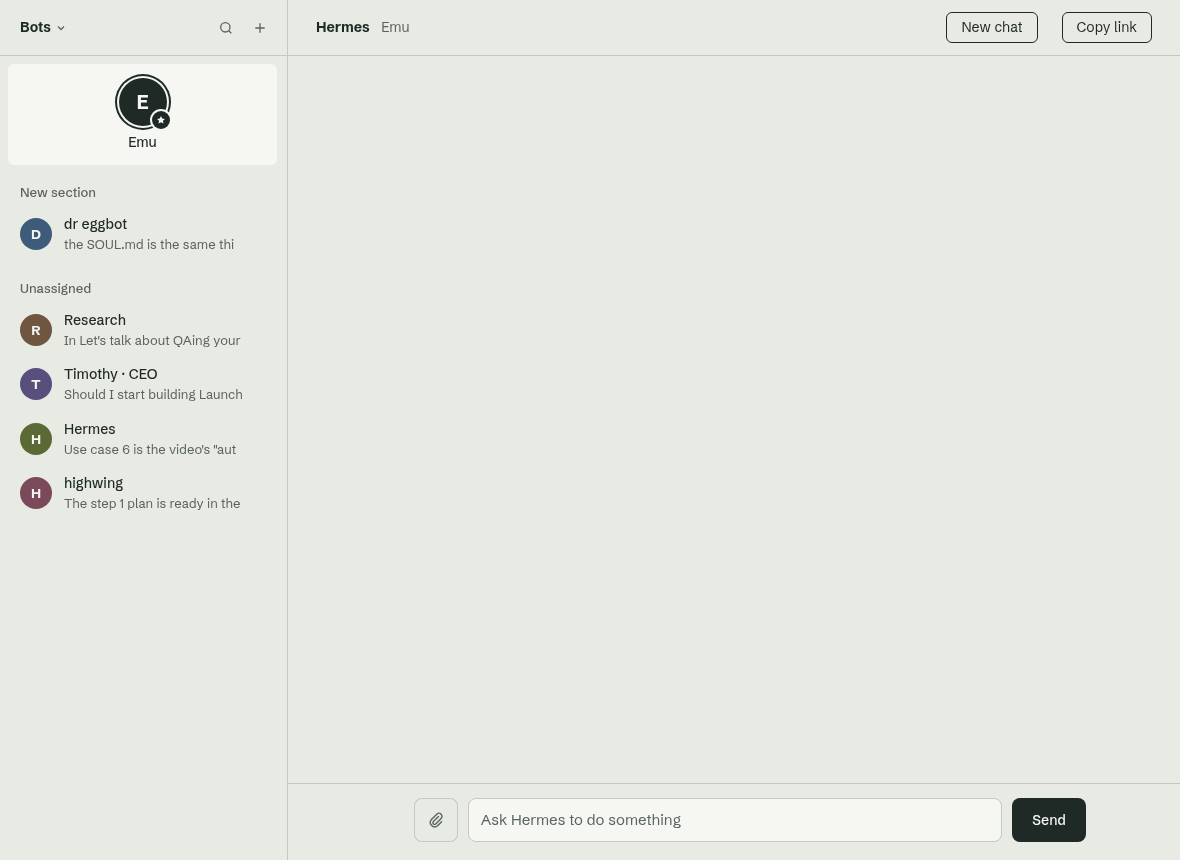 Bots
Hermes Emu
New chat
Copy link
E
Emu
New section
D
dr eggbot
the SOUL.md is the same thi
Unassigned
R
Research
In Let's talk about QAing your
T
Timothy · CEO
Should I start building Launch
H
Hermes
Use case 6 is the video's "aut
H
highwing
The step 1 plan is ready in the
Ask Hermes to do something
Send